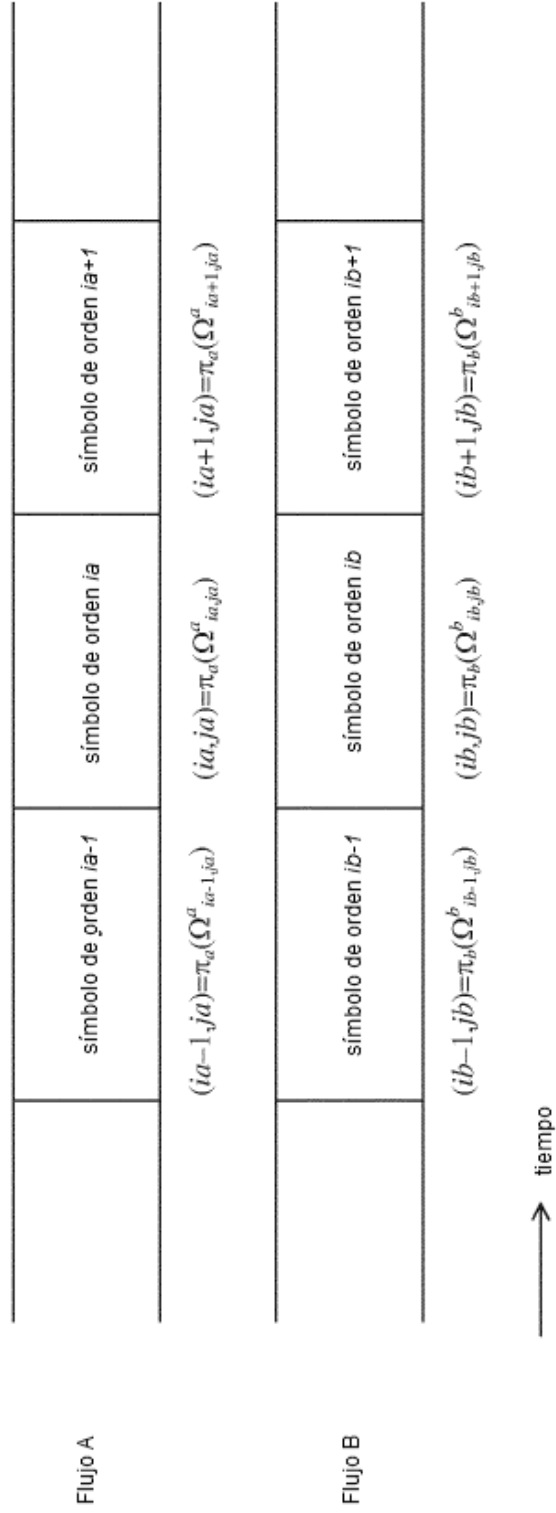 Flujo A
símbolo de orden ia-1
símbolo de orden ia
símbolo de orden ia+1
(ia−1,ja)=πₐ(Ωᵃia-1,ja)
(ia,ja)=πₐ(Ωᵃia,ja)
(ia+1,ja)=πₐ(Ωᵃia+1,ja)
Flujo B
símbolo de orden ib-1
símbolo de orden ib
símbolo de orden ib+1
(ib−1,jb)=π_b(Ωᵇib-1,jb)
(ib,jb)=π_b(Ωᵇib,jb)
(ib+1,jb)=π_b(Ωᵇib+1,jb)
tiempo